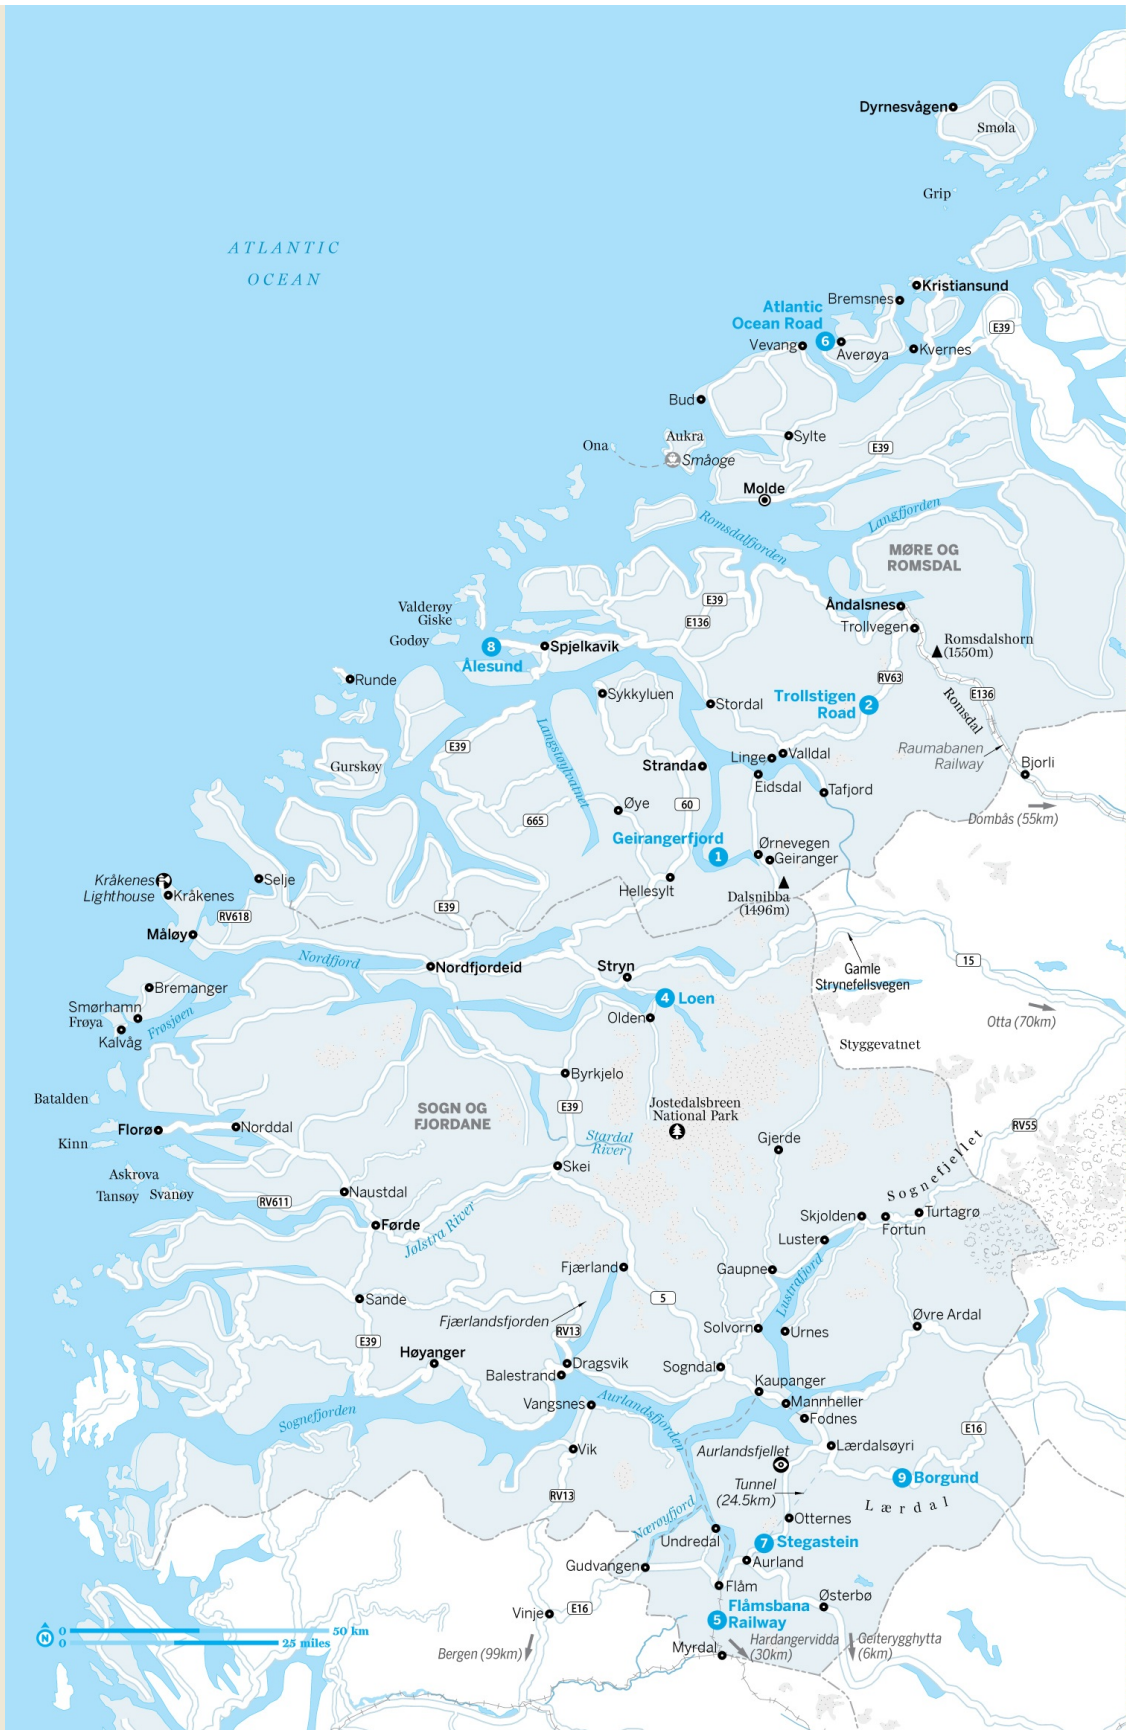 Dyrnesvågen
Smøla
Grip
ATLANTIC
OCEAN
Kristiansund
Bremsnes
Atlantic
Ocean Road
6
Averøya
Vevang
Kvernes
E39
Bud
Sylte
Aukra
Ona
Småoge
E39
Molde
Romsdalfjorden
Langfjorden
MØRE OG
ROMSDAL
Valderøy
Giske
Godøy
E39
E136
Åndalsnes
Trollvegen
Romsdalshorn
(1550m)
8
Ålesund
Spjelkavik
Runde
RV63
E136
Romsdal
Sykkyluen
Stordal
Trollstigen
Road
2
Langstøylvatnet
E39
Raumabanen
Railway
Linge
Valldal
Gurskøy
Stranda
Eidsdal
Bjorli
Tafjord
Øye
60
665
Dombås (55km)
Geirangerfjord
1
Ørnevegen
Geiranger
Kråkenes
Lighthouse
Kråkenes
Selje
Hellesylt
Dalsnibba
(1496m)
RV618
E39
Måløy
Nordfjord
Nordfjordeid
Stryn
Gamle
Strynefellsvegen
15
Bremanger
4
Loen
Smørhamn
Frøya
Frøsjøen
Kalvåg
Olden
Otta (70km)
Styggevatnet
Byrkjelo
Batalden
SOGN OG
FJORDANE
E39
Jostedalsbreen
National Park
Florø
Norddal
RV55
Kinn
Stardal
River
Gjerde
Sognefjellet
Askrova
Tansøy
Svanøy
Skei
RV611
Naustdal
Førde
Jølstra River
Skjolden
Fortun
Turtagrø
Luster
Fjærland
Gaupne
Lustrafjord
Sande
5
Fjærlandsfjorden
RV13
Solvorn
Urnes
Øvre Ardal
E39
Høyanger
Dragsvik
Balestrand
Sogndal
Kaupanger
Mannheller
Fodnes
Vangsnes
Aurlandsfjorden
Sognefjorden
Vik
Lærdalsøyri
E16
Aurlandsfjellet
9
Borgund
RV13
Tunnel
(24.5km)
Lærdal
Nærøyfjord
Otternes
Undredal
7
Stegastein
Gudvangen
Aurland
Flåm
Østerbø
Vinje
E16
5
Flåmsbana
Railway
N
0
50 km
0
25 miles
Bergen (99km)
Myrdal
Hardangervidda
(30km)
Geiterygghytta
(6km)